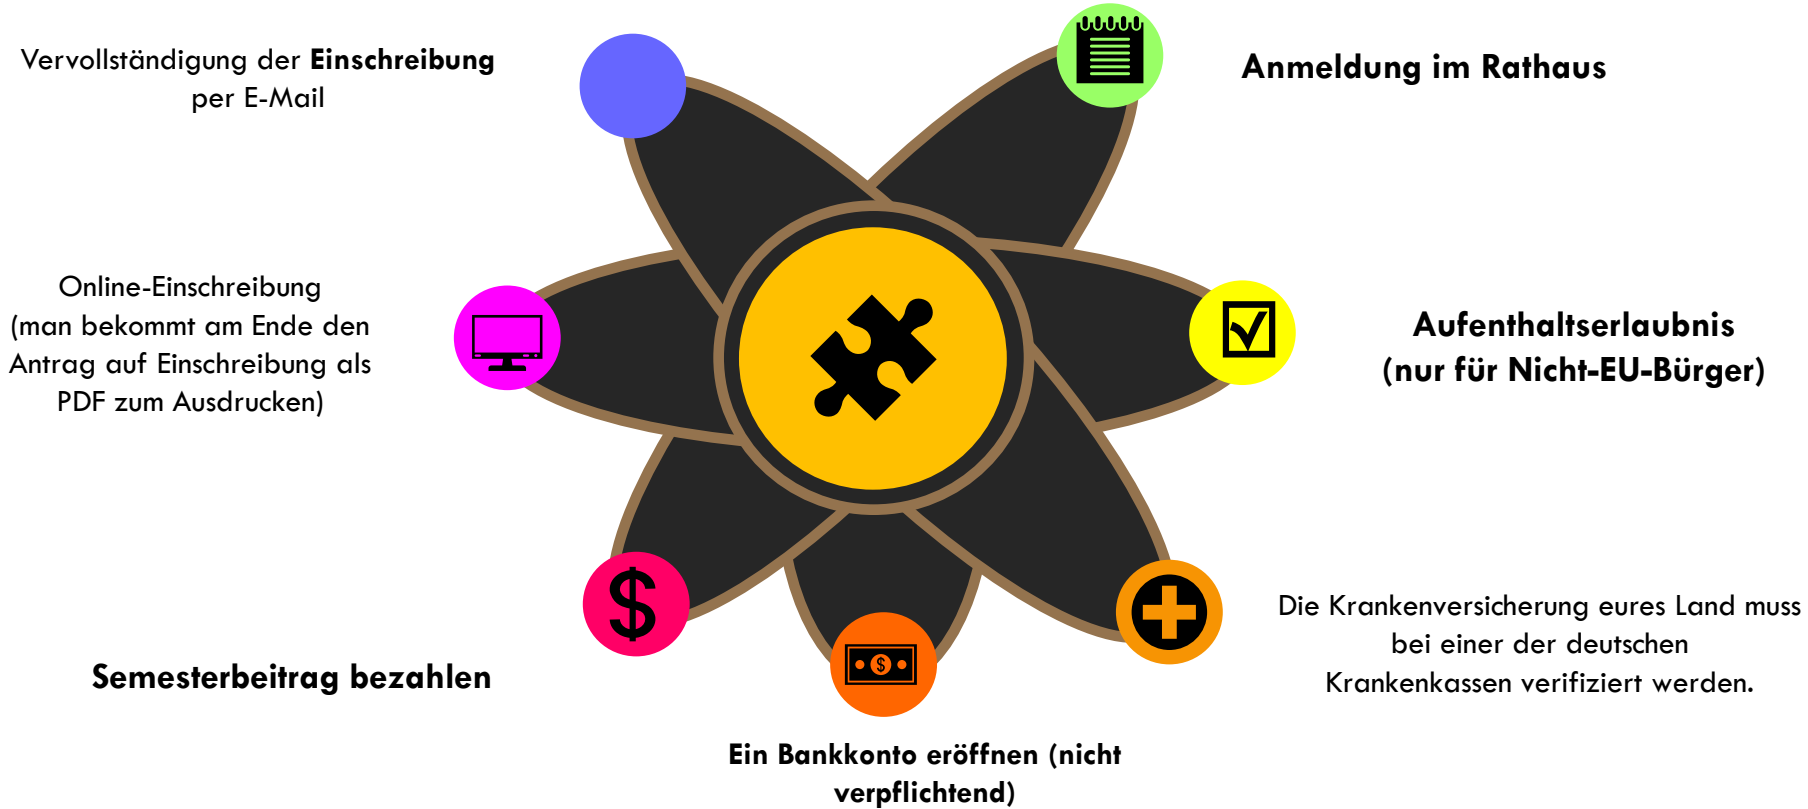 Vervollständigung der Einschreibung
per E-Mail
Anmeldung im Rathaus
Online-Einschreibung
(man bekommt am Ende den
Antrag auf Einschreibung als
PDF zum Ausdrucken)
Aufenthaltserlaubnis
(nur für Nicht-EU-Bürger)
$
Semesterbeitrag bezahlen
$
Die Krankenversicherung eures Land muss
bei einer der deutschen
Krankenkassen verifiziert werden.
Ein Bankkonto eröffnen (nicht
verpflichtend)